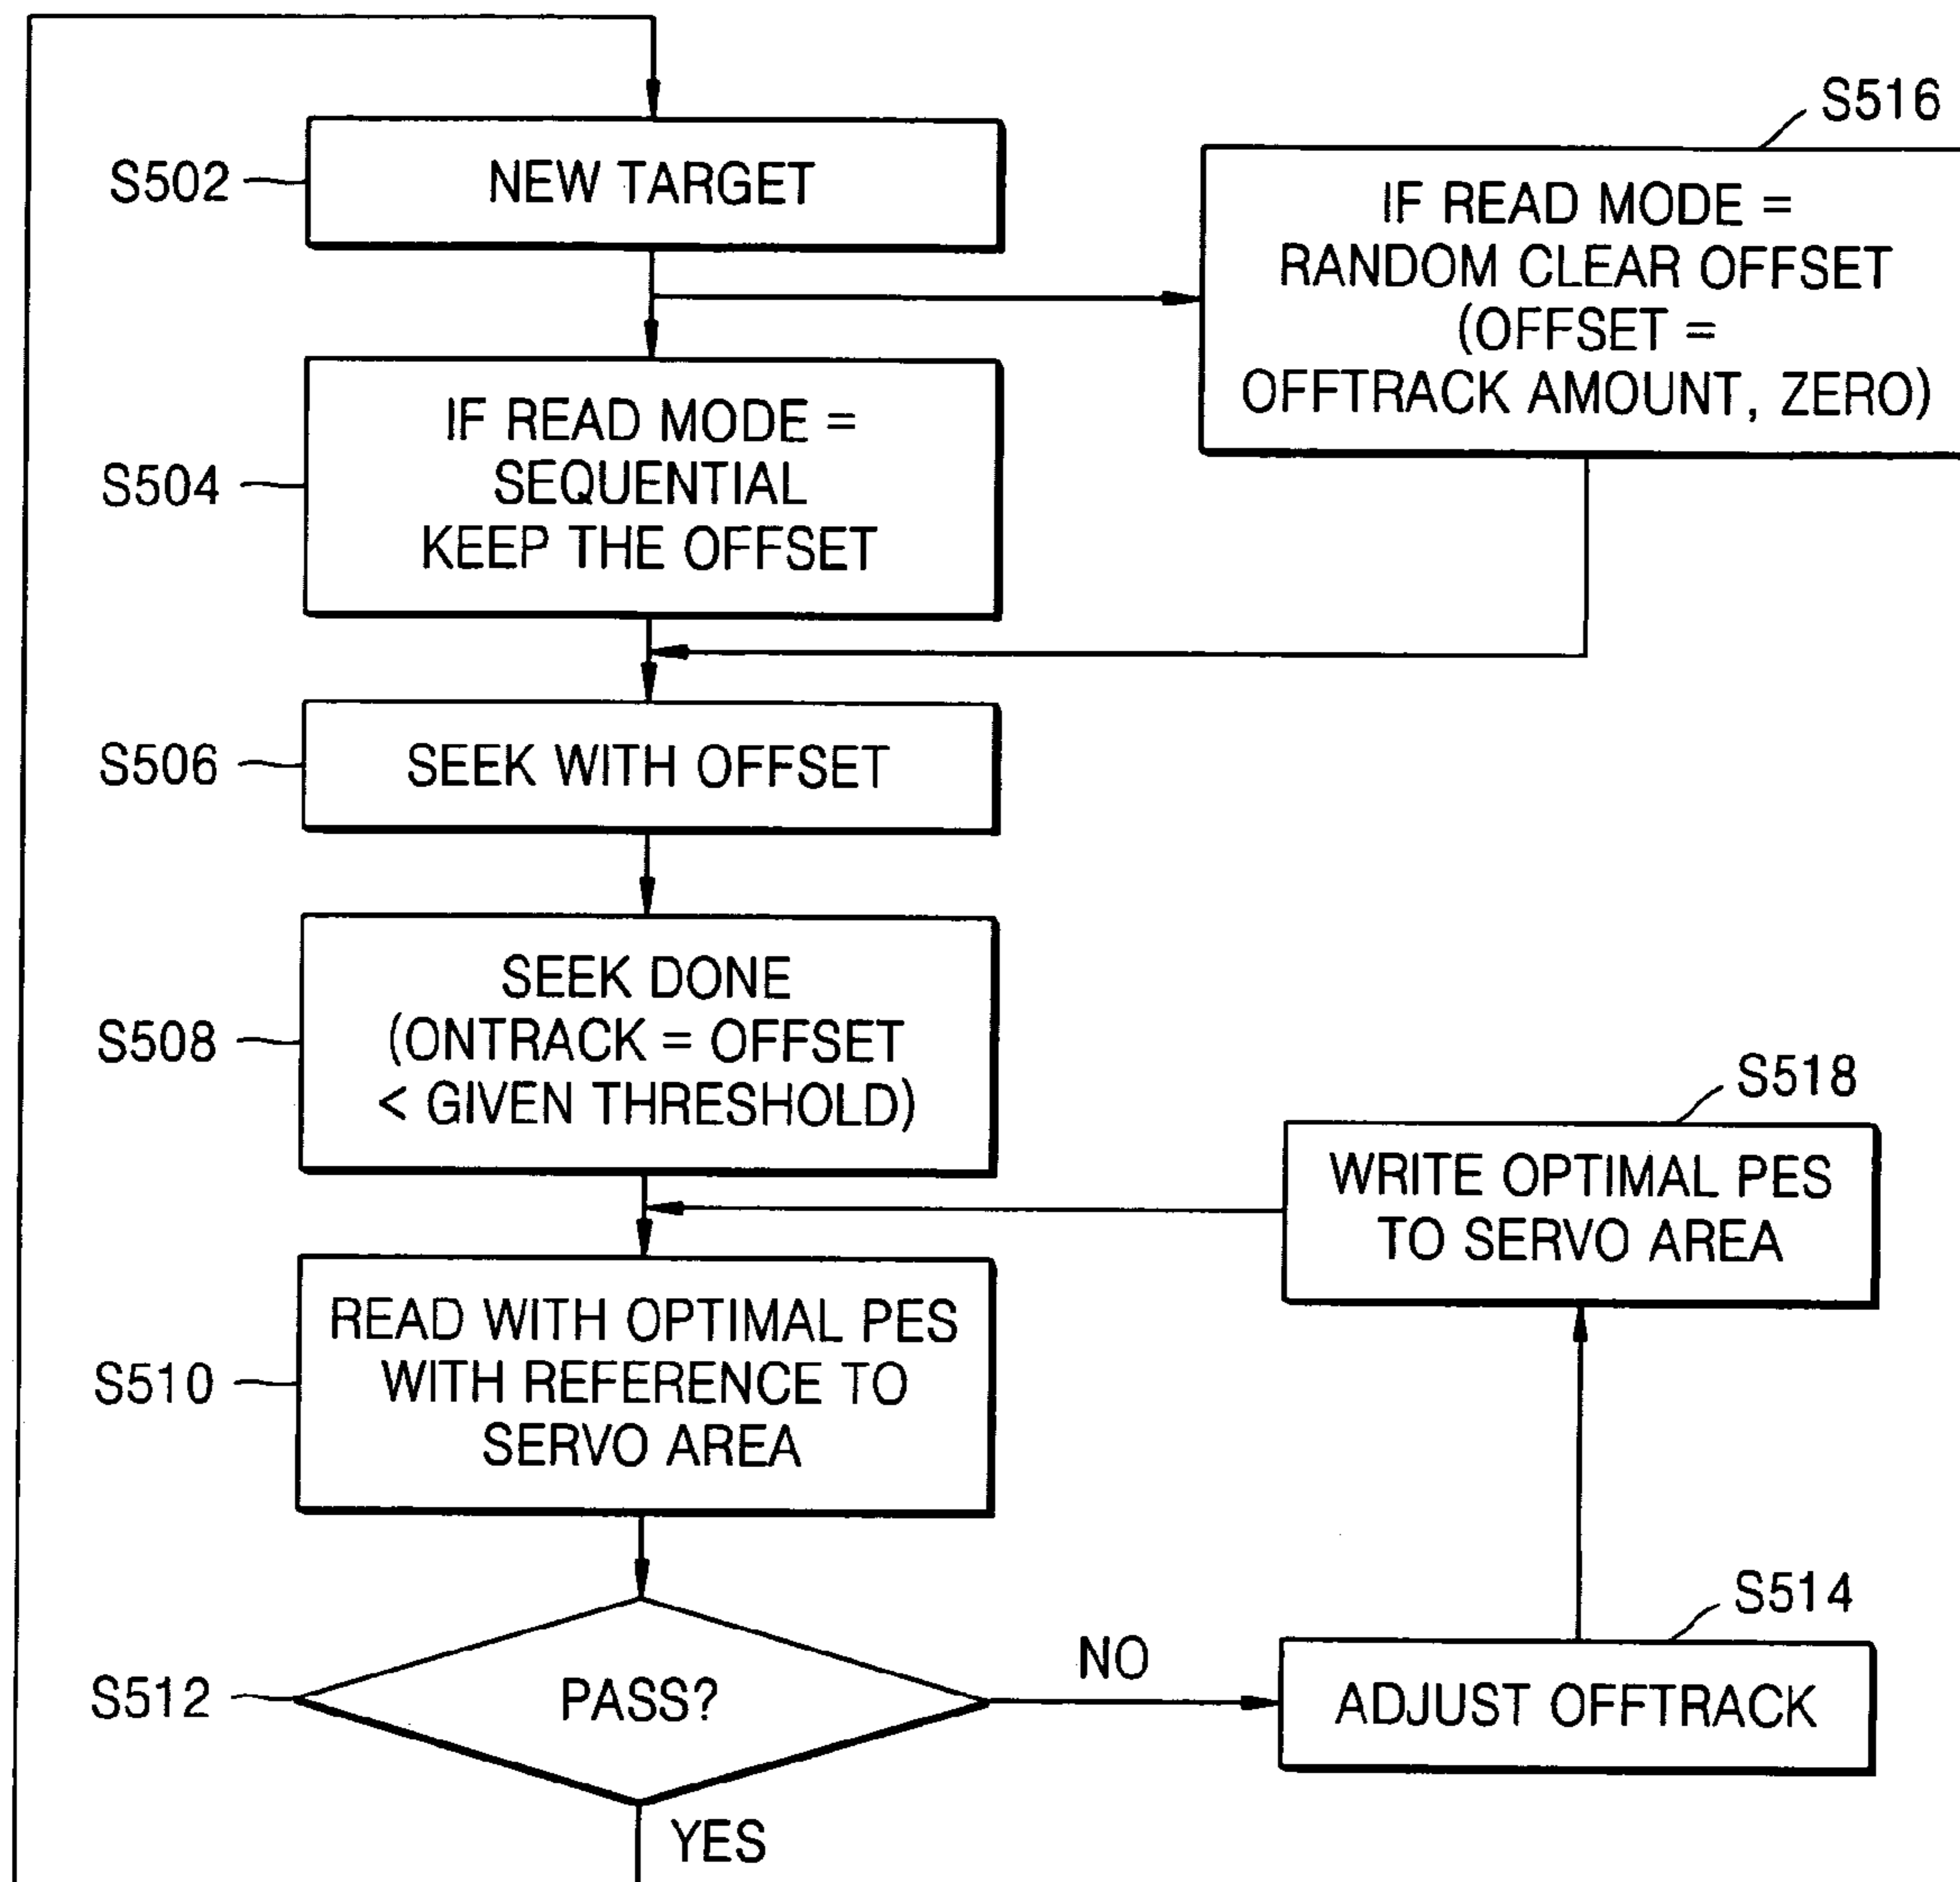 S502
NEW TARGET
S516
IF READ MODE =
RANDOM CLEAR OFFSET
(OFFSET =
OFFTRACK AMOUNT, ZERO)
S504
IF READ MODE =
SEQUENTIAL
KEEP THE OFFSET
S506
SEEK WITH OFFSET
S508
SEEK DONE
(ONTRACK = OFFSET
< GIVEN THRESHOLD)
S518
WRITE OPTIMAL PES
TO SERVO AREA
S510
READ WITH OPTIMAL PES
WITH REFERENCE TO
SERVO AREA
S512
PASS?
NO
S514
ADJUST OFFTRACK
YES